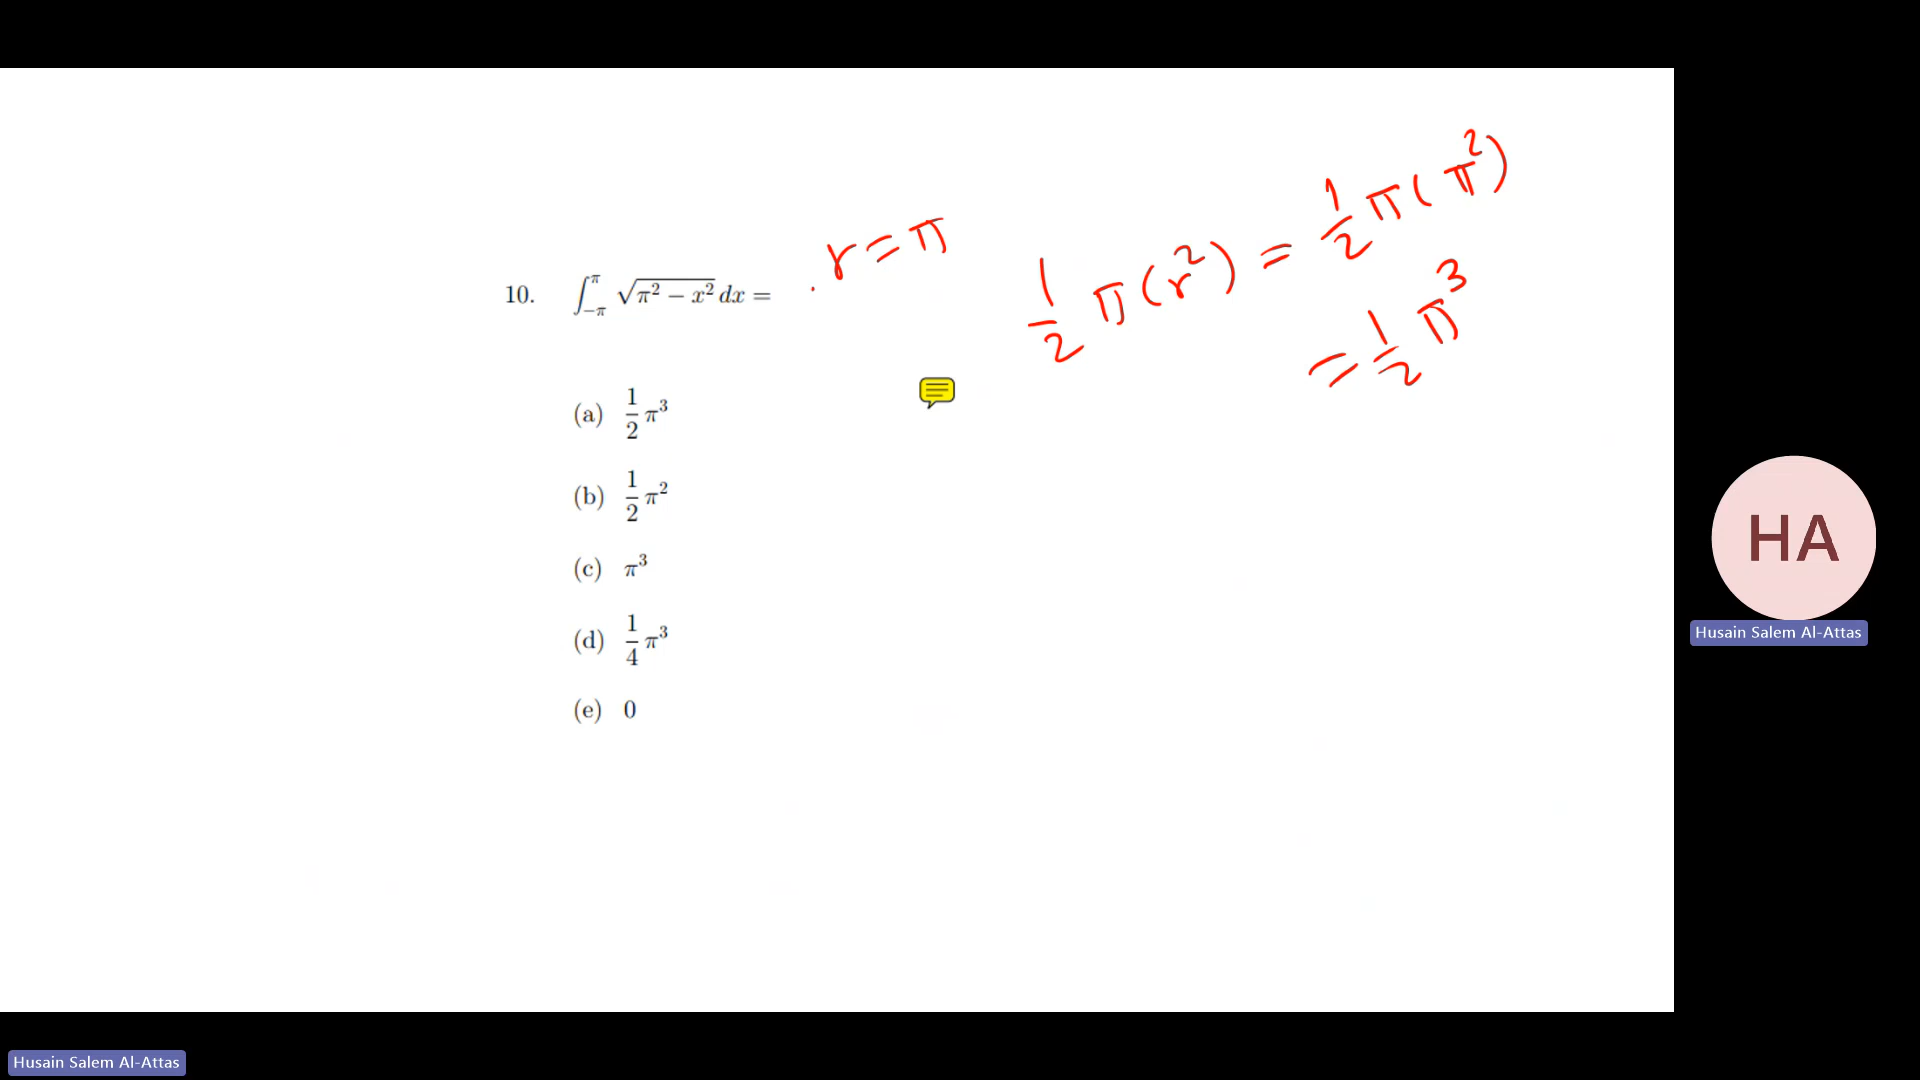 10. ∫_{-π}^{π} √(π² − x²) dx =
. r = π
1/2 π(r²) = 1/2 π(π²)
= 1/2 π³
(a) 1/2 π³
(b) 1/2 π²
(c) π³
(d) 1/4 π³
(e) 0
HA
Husain Salem Al-Attas
Husain Salem Al-Attas